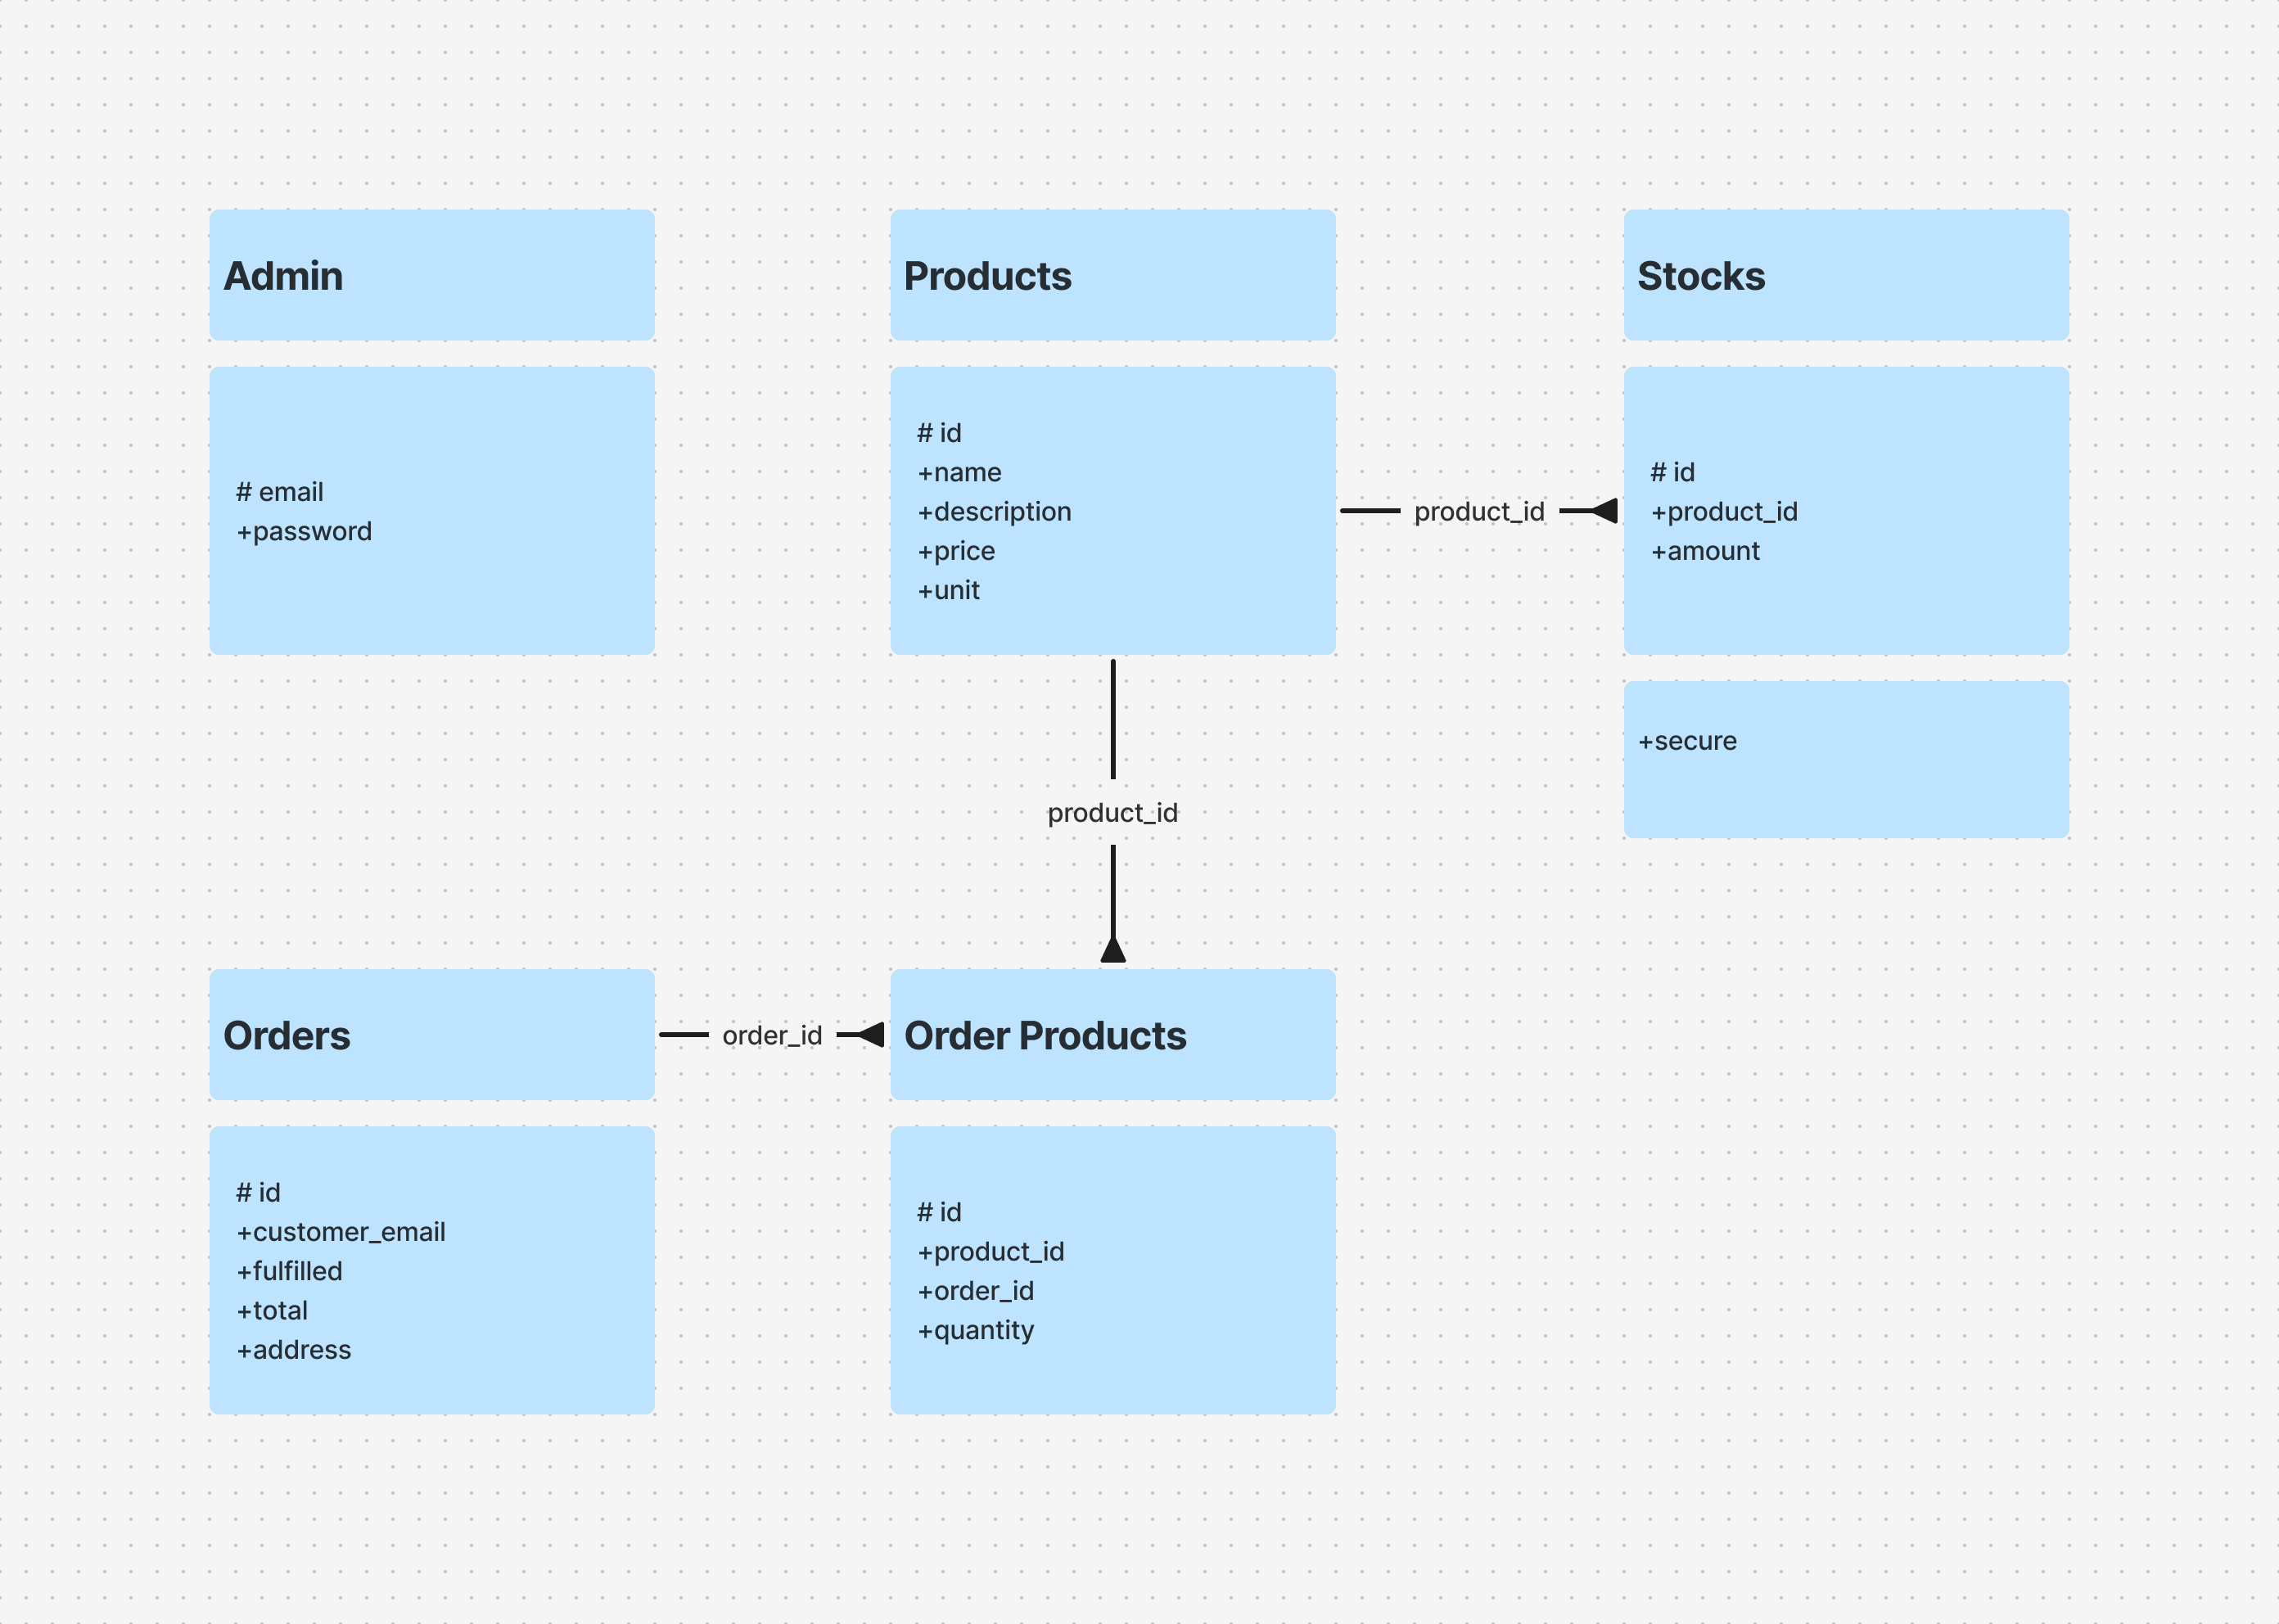 Admin
# email
+password
Products
# id
+name
+description
+price
+unit
product_id
Stocks
# id
+product_id
+amount
+secure
product_id
Orders
# id
+customer_email
+fulfilled
+total
+address
order_id
Order Products
# id
+product_id
+order_id
+quantity